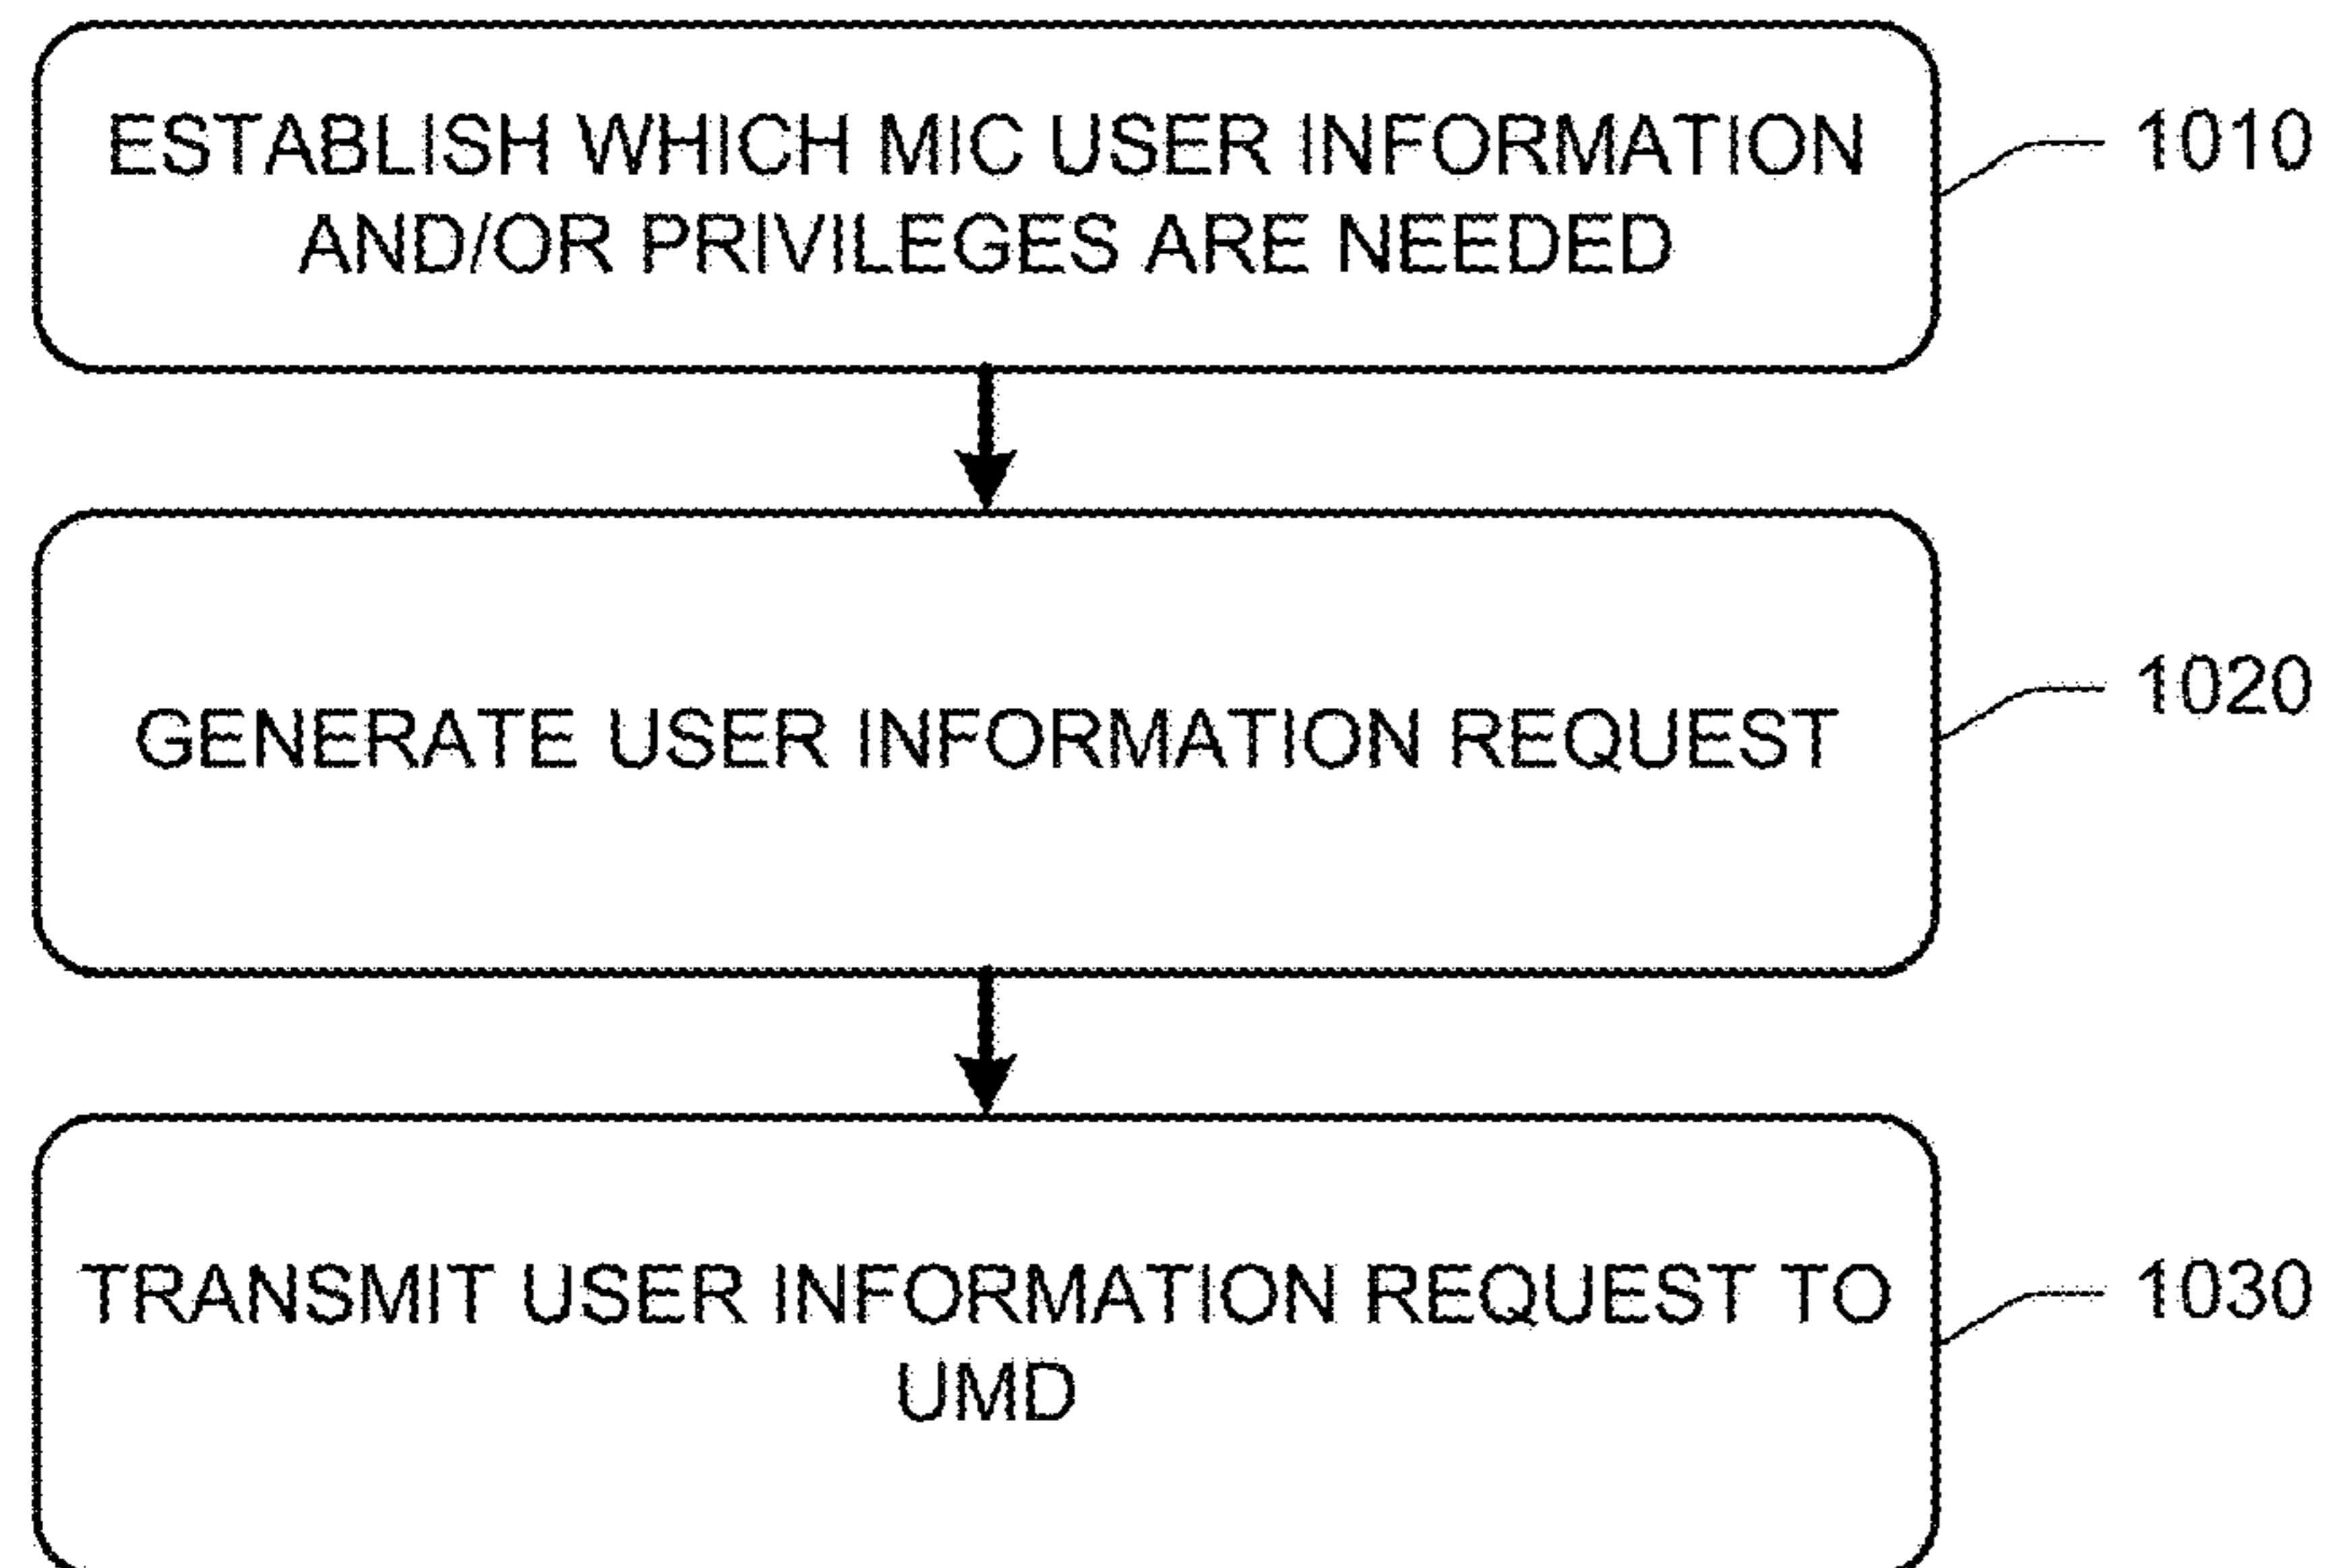 ESTABLISH WHICH MIC USER INFORMATION
AND/OR PRIVILEGES ARE NEEDED
1010
GENERATE USER INFORMATION REQUEST
1020
TRANSMIT USER INFORMATION REQUEST TO
UMD
1030